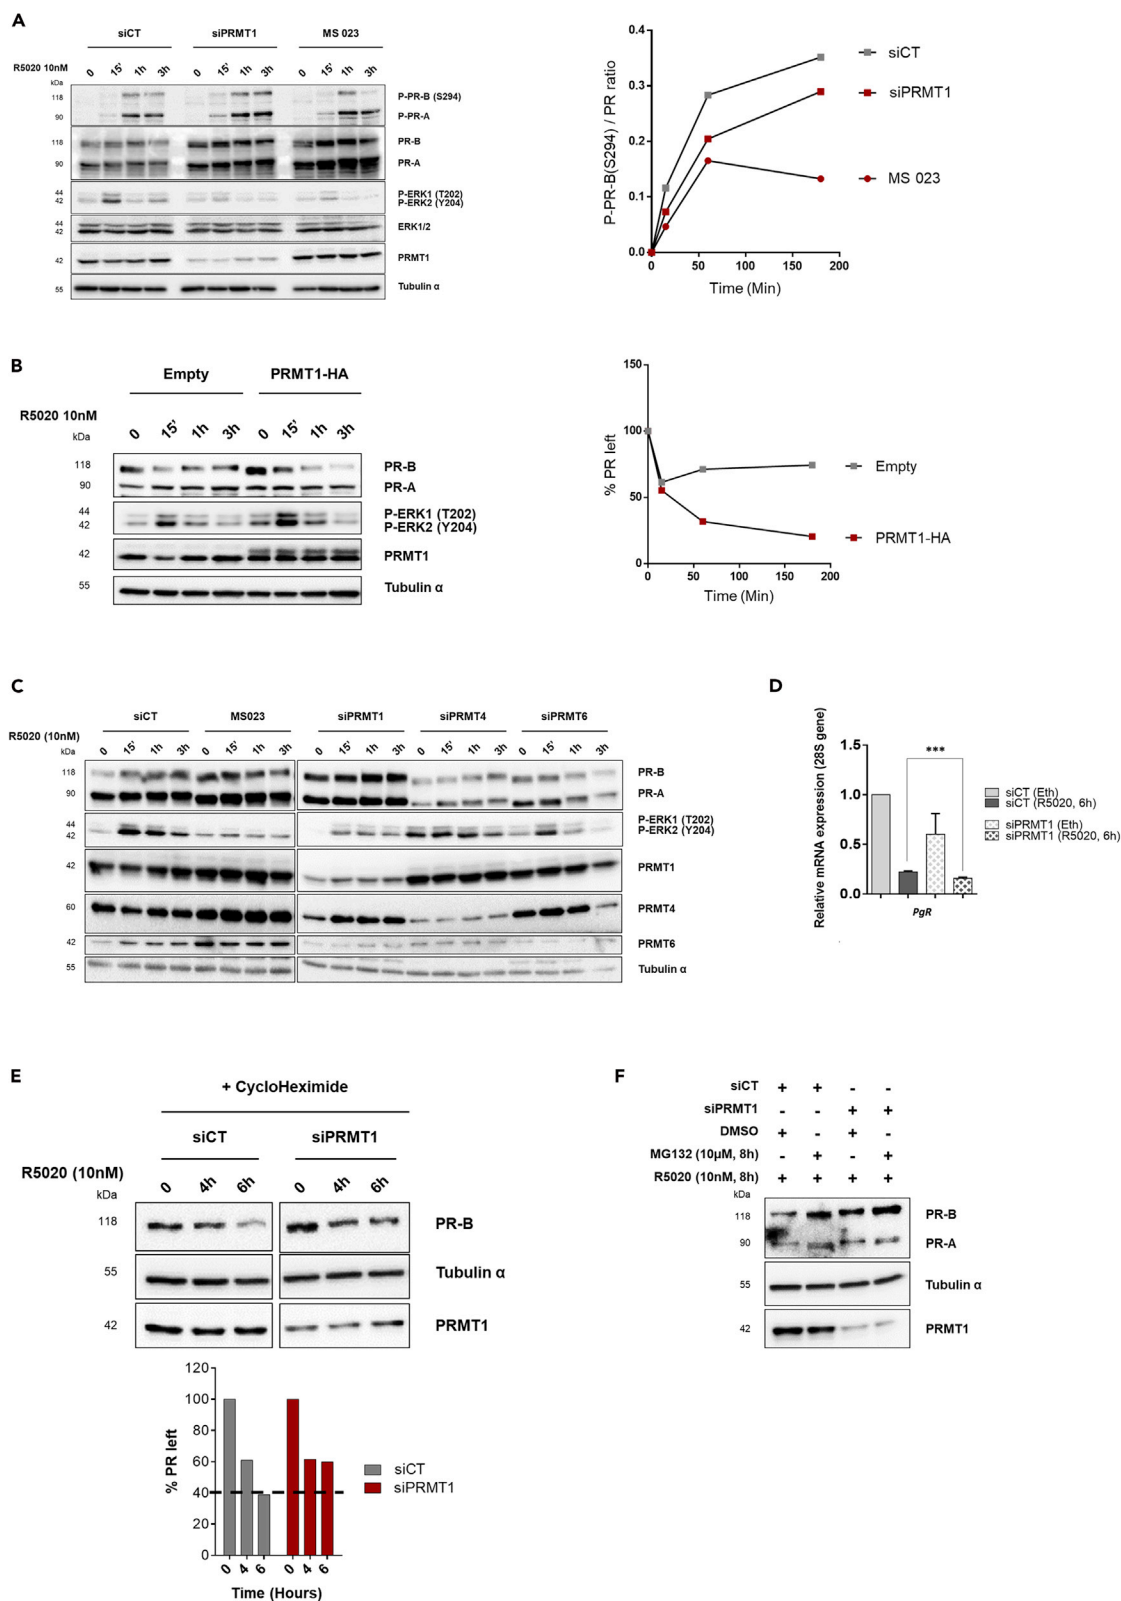 A
siCT siPRMT1 MS 023
R5020 10nM 0 15' 1h 3h 0 15' 1h 3h 0 15' 1h 3h
kDa
118 P-PR-B (S294)
90 P-PR-A
118 PR-B
90 PR-A
44 P-ERK1 (T202)
42 P-ERK2 (Y204)
44 ERK1/2
42
42 PRMT1
55 Tubulin α
P-PR-B(S294) / PR ratio
0.4
0.3
0.2
0.1
0.0
0 50 100 150 200
Time (Min)
siCT
siPRMT1
MS 023
B
Empty PRMT1-HA
R5020 10nM 0 15' 1h 3h 0 15' 1h 3h
kDa
118 PR-B
90 PR-A
44 P-ERK1 (T202)
42 P-ERK2 (Y204)
42 PRMT1
55 Tubulin α
% PR left
150
100
50
0
0 50 100 150 200
Time (Min)
Empty
PRMT1-HA
C
siCT MS023 siPRMT1 siPRMT4 siPRMT6
R5020 (10nM) 0 15' 1h 3h 0 15' 1h 3h 0 15' 1h 3h 0 15' 1h 3h 0 15' 1h 3h
kDa
118 PR-B
90 PR-A
44 P-ERK1 (T202)
42 P-ERK2 (Y204)
42 PRMT1
60 PRMT4
42 PRMT6
55 Tubulin α
D
Relative mRNA expression (28S gene)
1.5
1.0
0.5
0.0
***
PgR
siCT (Eth)
siCT (R5020, 6h)
siPRMT1 (Eth)
siPRMT1 (R5020, 6h)
E
+ CycloHeximide
siCT siPRMT1
R5020 (10nM) 0 4h 6h 0 4h 6h
kDa
118 PR-B
55 Tubulin α
42 PRMT1
% PR left
120
100
80
60
40
20
0
0 4 6 0 4 6
Time (Hours)
siCT
siPRMT1
F
siCT + + - -
siPRMT1 - - + +
DMSO + - + -
MG132 (10µM, 8h) - + - +
R5020 (10nM, 8h) + + + +
kDa
118 PR-B
90 PR-A
55 Tubulin α
42 PRMT1